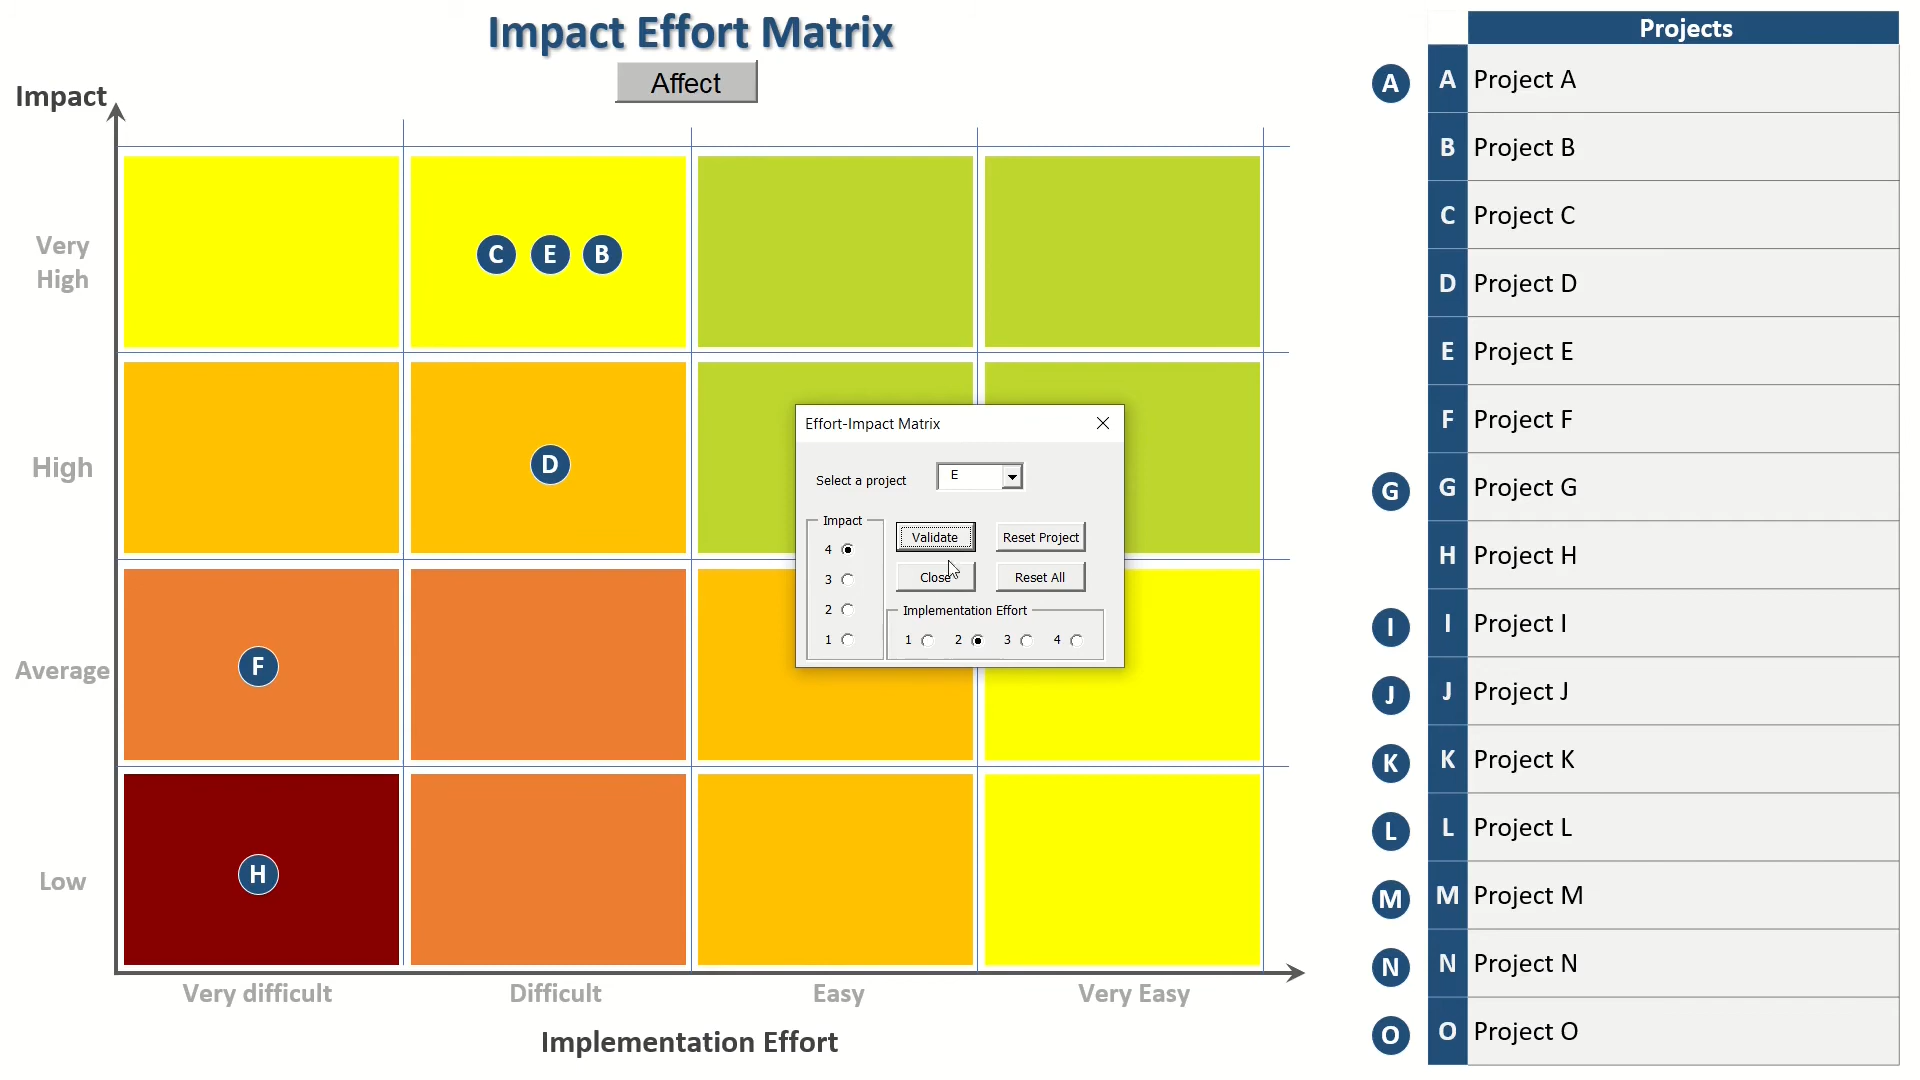 Impact Effort Matrix
Affect
Impact
Very
High
High
Average
Low
C E B
D
F
H
Very difficult Difficult Easy Very Easy
Implementation Effort
Effort-Impact Matrix
Select a project E
Impact
4
3
2
1
Validate Reset Project
Close Reset All
Implementation Effort
1 2 3 4
Projects
A A Project A
B Project B
C Project C
D Project D
E Project E
F Project F
G G Project G
H Project H
I I Project I
J J Project J
K K Project K
L L Project L
M M Project M
N N Project N
O O Project O